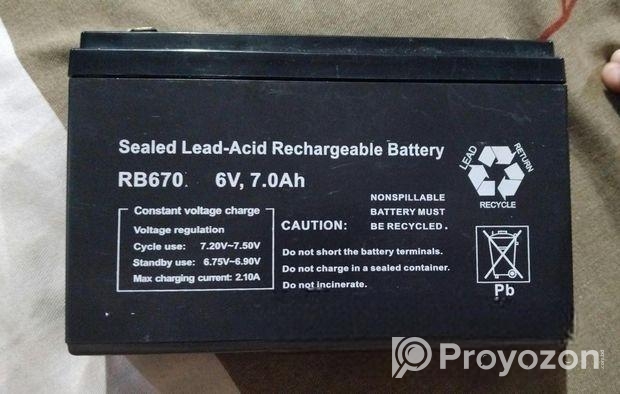 Sealed Lead-Acid Rechargeable Battery
RB670. 6V, 7.0Ah
Constant voltage charge
Voltage regulation
Cycle use: 7.20V~7.50V
Standby use: 6.75V~6.90V
Max charging current: 2.10A
NONSPILLABLE
BATTERY MUST
BE RECYCLED.
CAUTION:
Do not short the battery terminals.
Do not charge in a sealed container.
Do not incinerate.
LEAD
RETURN
RECYCLE
Pb
Proyozon